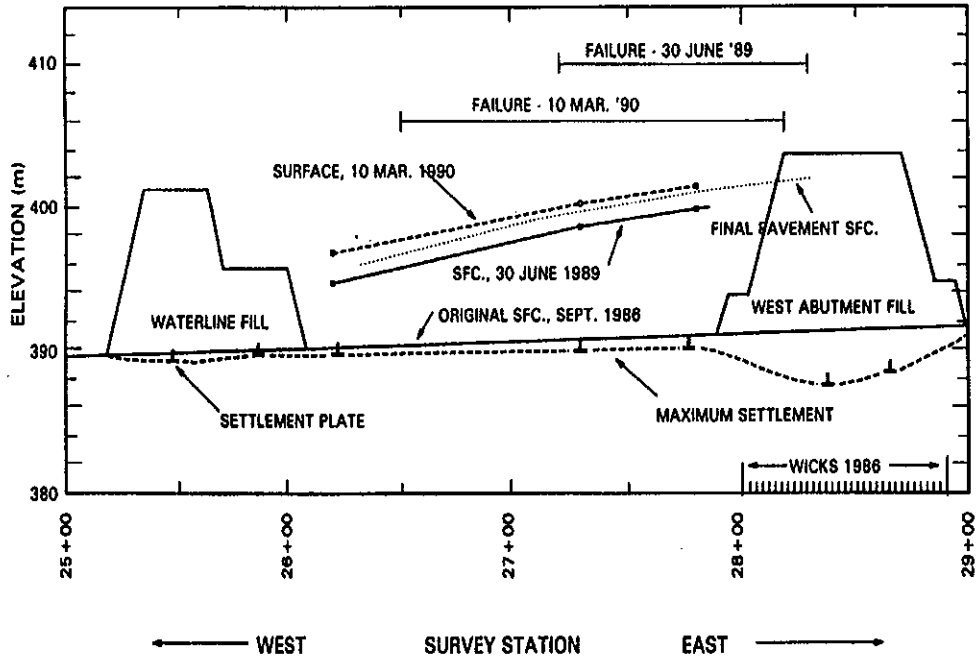 FAILURE - 30 JUNE '89
FAILURE - 10 MAR. '90
SURFACE, 10 MAR. 1990
FINAL PAVEMENT SFC.
SFC., 30 JUNE 1989
WATERLINE FILL
ORIGINAL SFC., SEPT. 1986
WEST ABUTMENT FILL
SETTLEMENT PLATE
MAXIMUM SETTLEMENT
WICKS 1986
ELEVATION (m)
410
400
390
380
25+00
26+00
27+00
28+00
29+00
WEST SURVEY STATION EAST